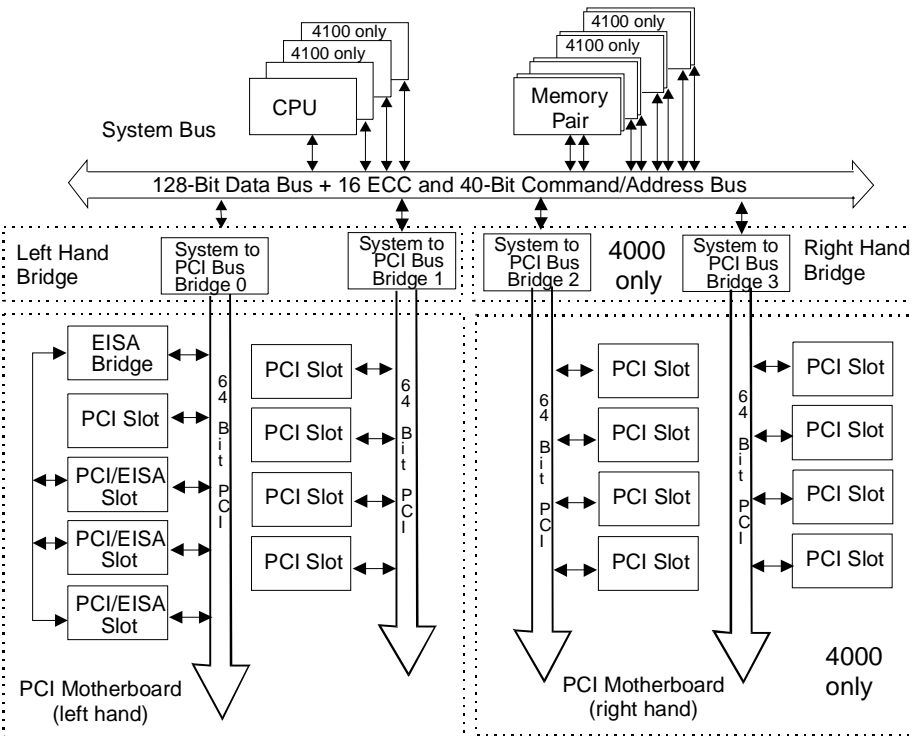 4100 only
4100 only
CPU
4100 only
4100 only
Memory
Pair
System Bus
128-Bit Data Bus + 16 ECC and 40-Bit Command/Address Bus
Left Hand
Bridge
System to
PCI Bus
Bridge 0
System to
PCI Bus
Bridge 1
System to
PCI Bus
Bridge 2
4000
only
System to
PCI Bus
Bridge 3
Right Hand
Bridge
EISA
Bridge
PCI Slot
PCI/EISA
Slot
PCI/EISA
Slot
PCI/EISA
Slot
64 Bit PCI
PCI Slot
PCI Slot
PCI Slot
PCI Slot
64 Bit PCI
64 Bit PCI
PCI Slot
PCI Slot
PCI Slot
PCI Slot
64 Bit PCI
PCI Slot
PCI Slot
PCI Slot
PCI Slot
PCI Motherboard
(left hand)
PCI Motherboard
(right hand)
4000
only